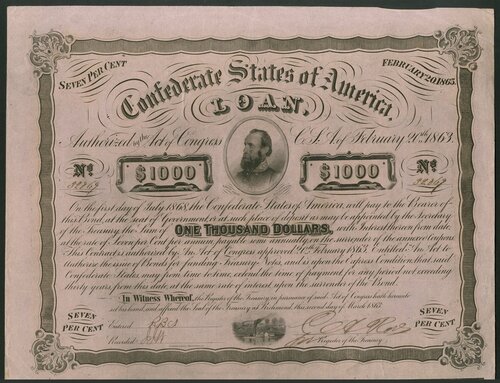 SEVEN PER CENT
FEBRUARY 20, 1863.
Confederate States of America.
LOAN,
Authorized by the Act of Congress C.S.A. of February 20th 1863.
No
No
$1000
$1000
On the first day of July 1868, the Confederate States of America, will pay to the Bearer of
this Bond, at the seat of Government, or at such place of deposit as may be appointed by the Secretary
of the Treasury, the Sum of ONE THOUSAND DOLLARS, with Interest thereon from date
at the rate of Seven per Cent per annum, payable semi annually, on the surrender of the annexed coupons.
This Contract is authorized by An Act of Congress approved 20th February 1863, Entitled "An Act to
Authorise the issue of Bonds for funding Treasury Notes, and is upon the Express Condition, that said
Confederate States, may from time to time, extend the time of payment, for any period not exceeding
thirty years from this date, at the same rate of interest upon the surrender of the Bond.
In Witness Whereof, the Register of the Treasury, in pursuance of said Act of Congress hath hereunto
set his hand, and affixed the Seal of the Treasury, at Richmond, this second day of March 1863.
SEVEN PER CENT
Entered
Recorded
Register of the Treasury
SEVEN PER CENT